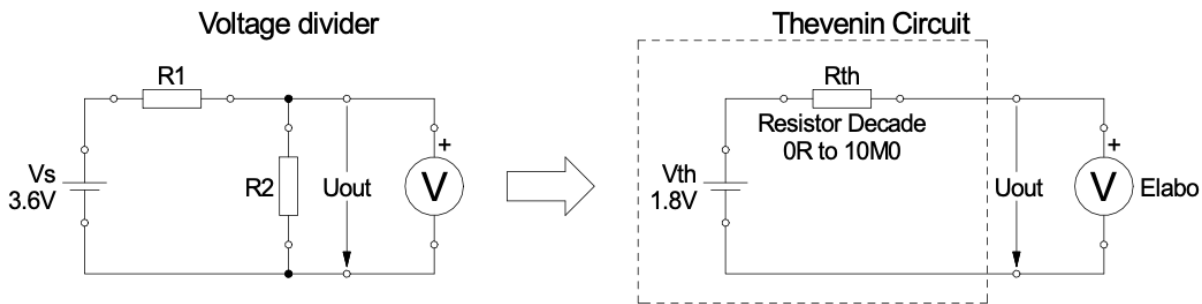 Voltage divider
R1
Vs
3.6V
R2
Uout
+
V
Thevenin Circuit
Rth
Resistor Decade
0R to 10M0
Vth
1.8V
Uout
+
V
Elabo